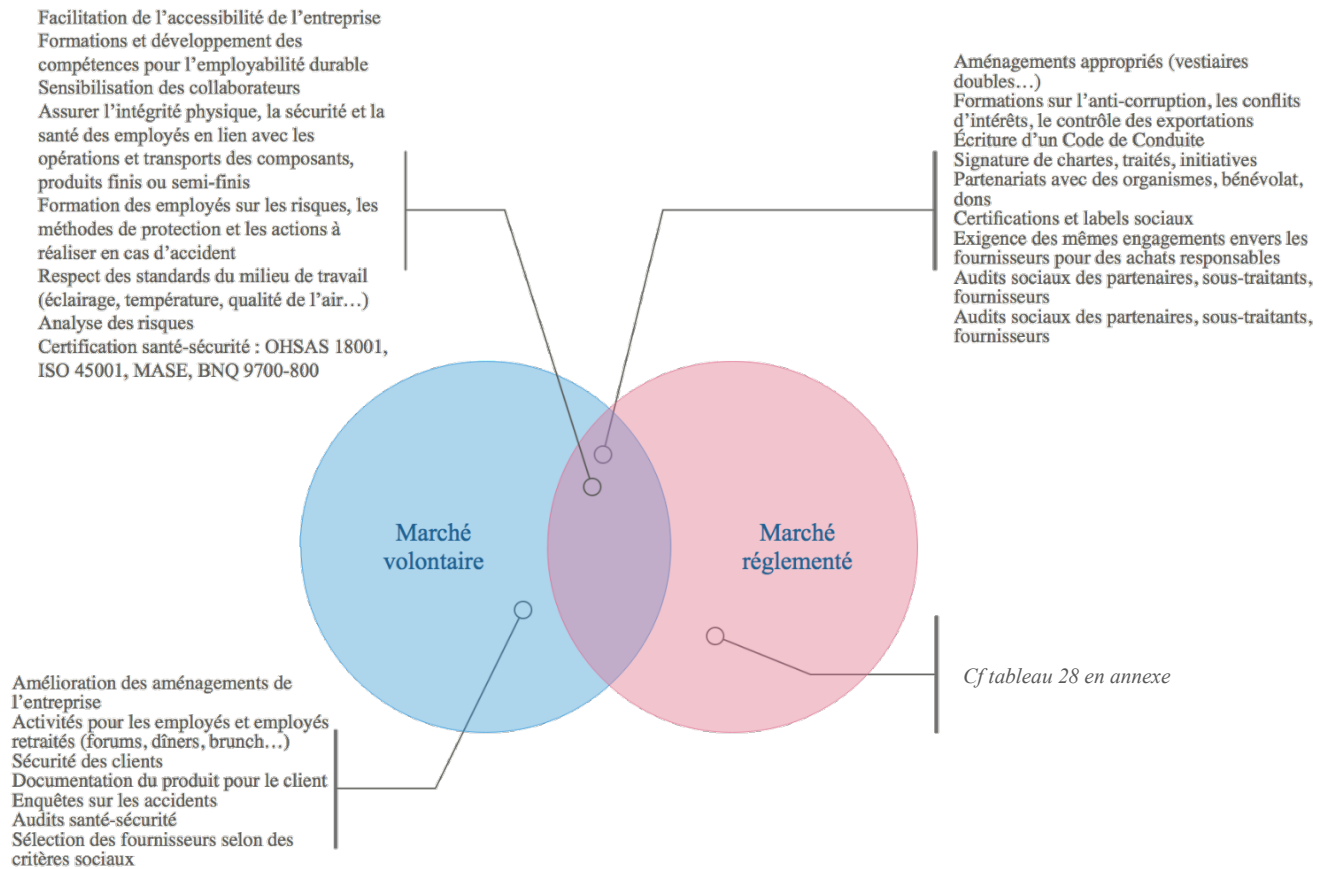 Facilitation de l’accessibilité de l’entreprise
Formations et développement des
compétences pour l’employabilité durable
Sensibilisation des collaborateurs
Assurer l’intégrité physique, la sécurité et la
santé des employés en lien avec les
opérations et transports des composants,
produits finis ou semi-finis
Formation des employés sur les risques, les
méthodes de protection et les actions à
réaliser en cas d’accident
Respect des standards du milieu de travail
(éclairage, température, qualité de l’air…)
Analyse des risques
Certification santé-sécurité : OHSAS 18001,
ISO 45001, MASE, BNQ 9700-800
Aménagements appropriés (vestiaires
doubles…)
Formations sur l’anti-corruption, les conflits
d’intérêts, le contrôle des exportations
Écriture d’un Code de Conduite
Signature de chartes, traités, initiatives
Partenariats avec des organismes, bénévolat,
dons
Certifications et labels sociaux
Exigence des mêmes engagements envers les
fournisseurs pour des achats responsables
Audits sociaux des partenaires, sous-traitants,
fournisseurs
Audits sociaux des partenaires, sous-traitants,
fournisseurs
Marché
volontaire
Marché
réglementé
Cf tableau 28 en annexe
Amélioration des aménagements de
l’entreprise
Activités pour les employés et employés
retraités (forums, dîners, brunch…)
Sécurité des clients
Documentation du produit pour le client
Enquêtes sur les accidents
Audits santé-sécurité
Sélection des fournisseurs selon des
critères sociaux